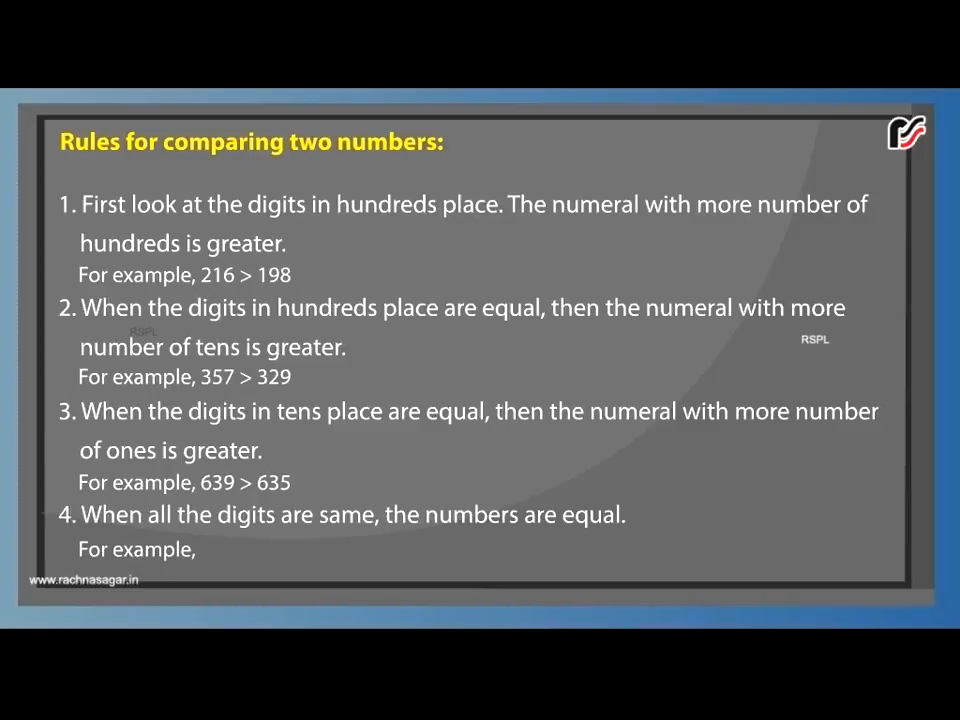 Rules for comparing two numbers:
1. First look at the digits in hundreds place. The numeral with more number of
hundreds is greater.
For example, 216 > 198
2. When the digits in hundreds place are equal, then the numeral with more
RSPL
number of tens is greater.
RSPL
For example, 357 > 329
3. When the digits in tens place are equal, then the numeral with more number
of ones is greater.
For example, 639 > 635
4. When all the digits are same, the numbers are equal.
For example,
www.rachnasagar.in